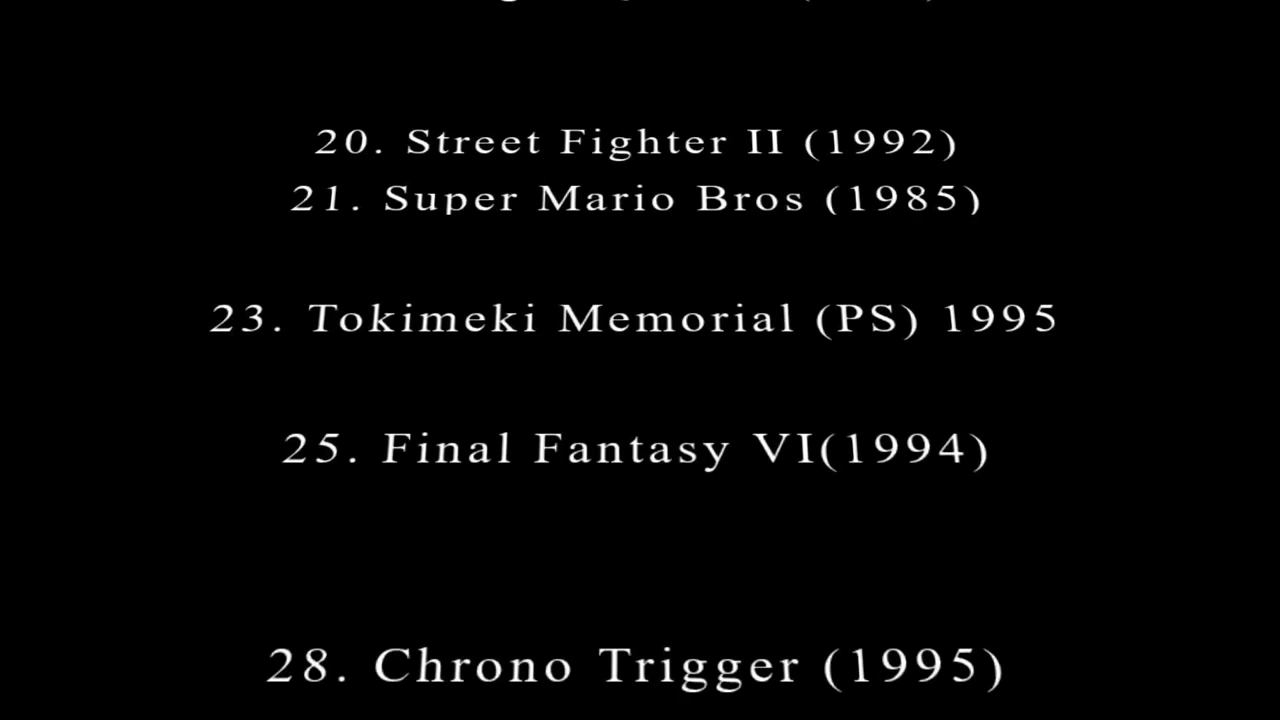 20. Street Fighter II (1992)
21. Super Mario Bros (1985)
23. Tokimeki Memorial (PS) 1995
25. Final Fantasy VI(1994)
28. Chrono Trigger (1995)